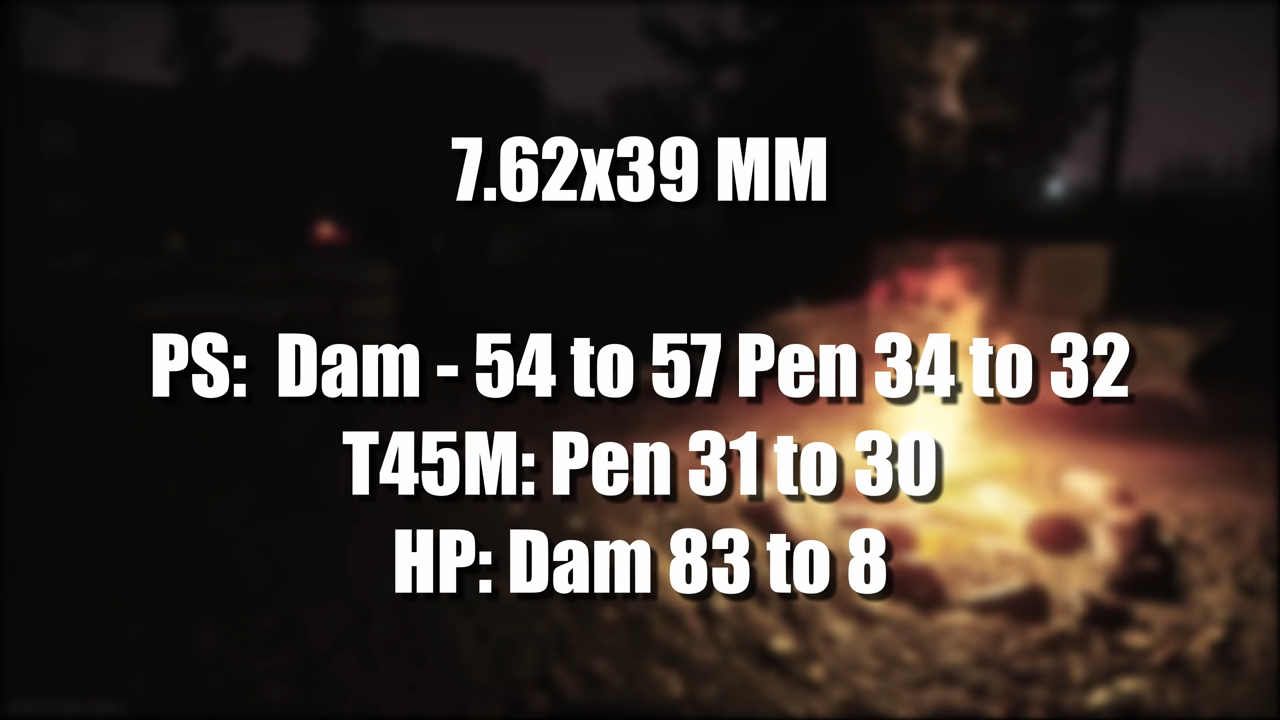 7.62x39 MM
PS: Dam - 54 to 57 Pen 34 to 32
T45M: Pen 31 to 30
HP: Dam 83 to 8